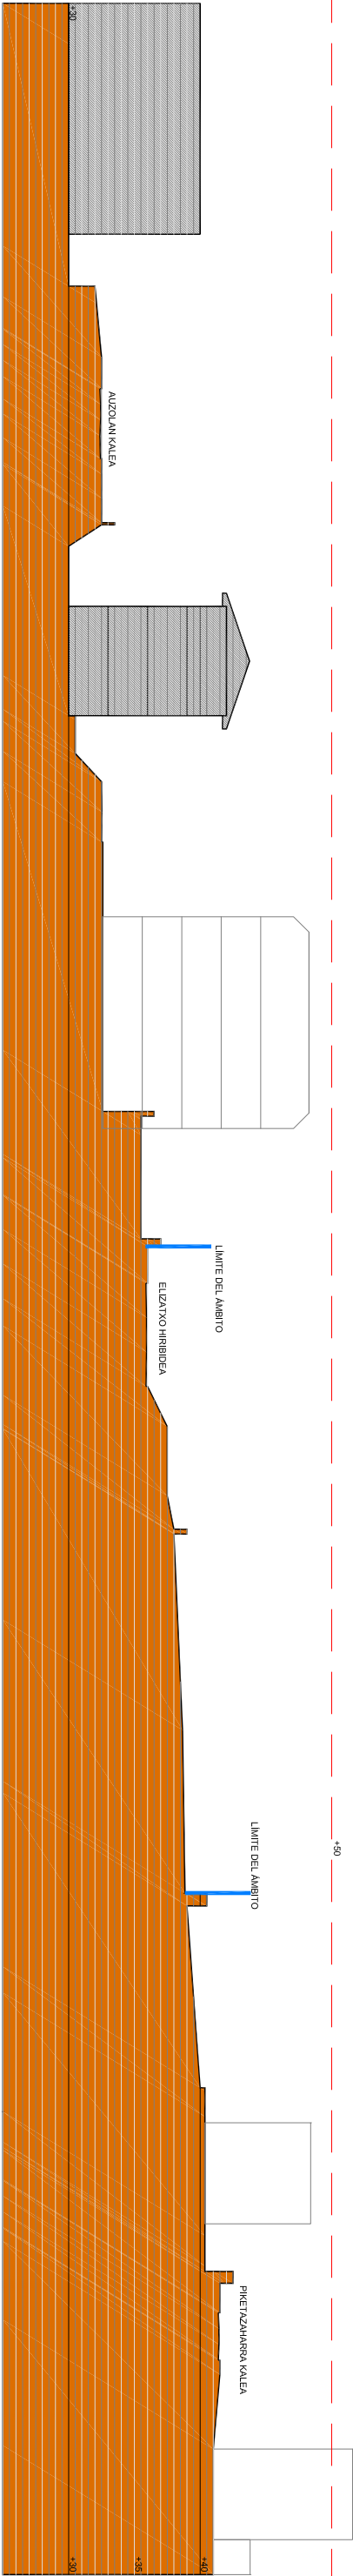 +30
AUZOLAN KALEA
LÍMITE DEL ÁMBITO
ELIZATXO HIRIBIDEA
LÍMITE DEL ÁMBITO
+50
PIKETAZAHARRA KALEA
+40
+35
+30